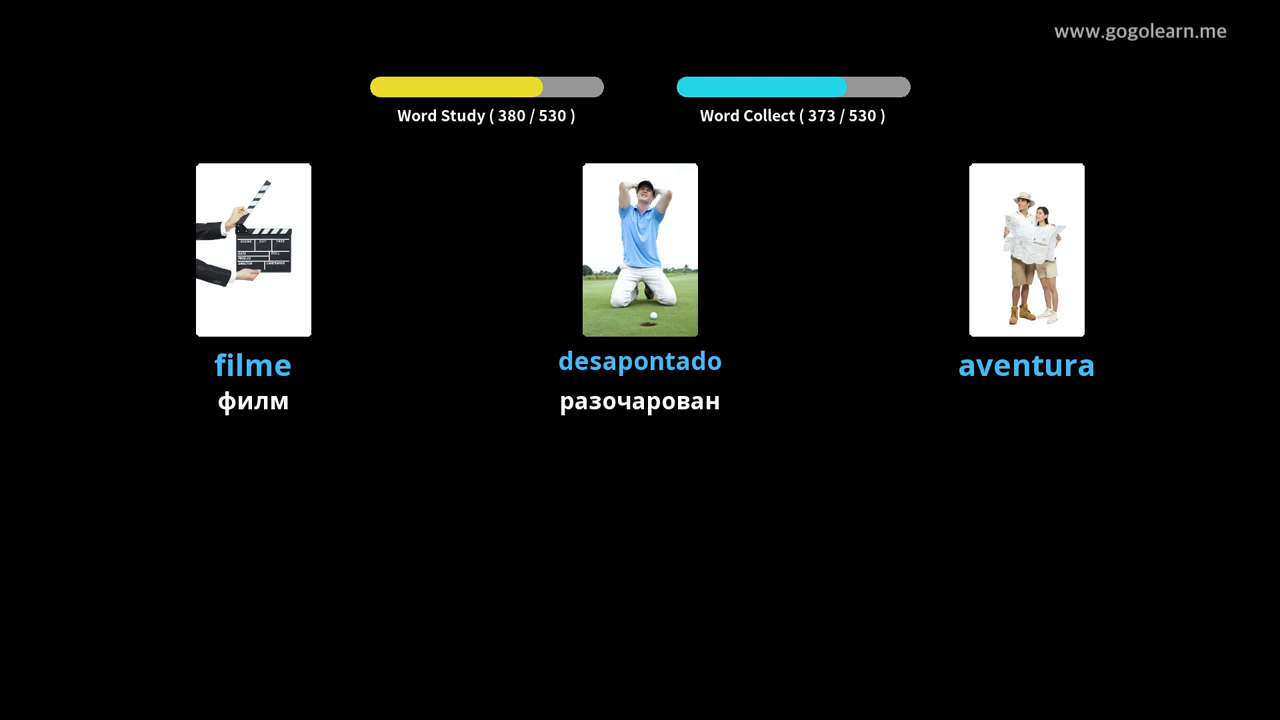 www.gogolearn.me
Word Study ( 380 / 530 )
Word Collect ( 373 / 530 )
filme
desapontado
aventura
филм
разочарован